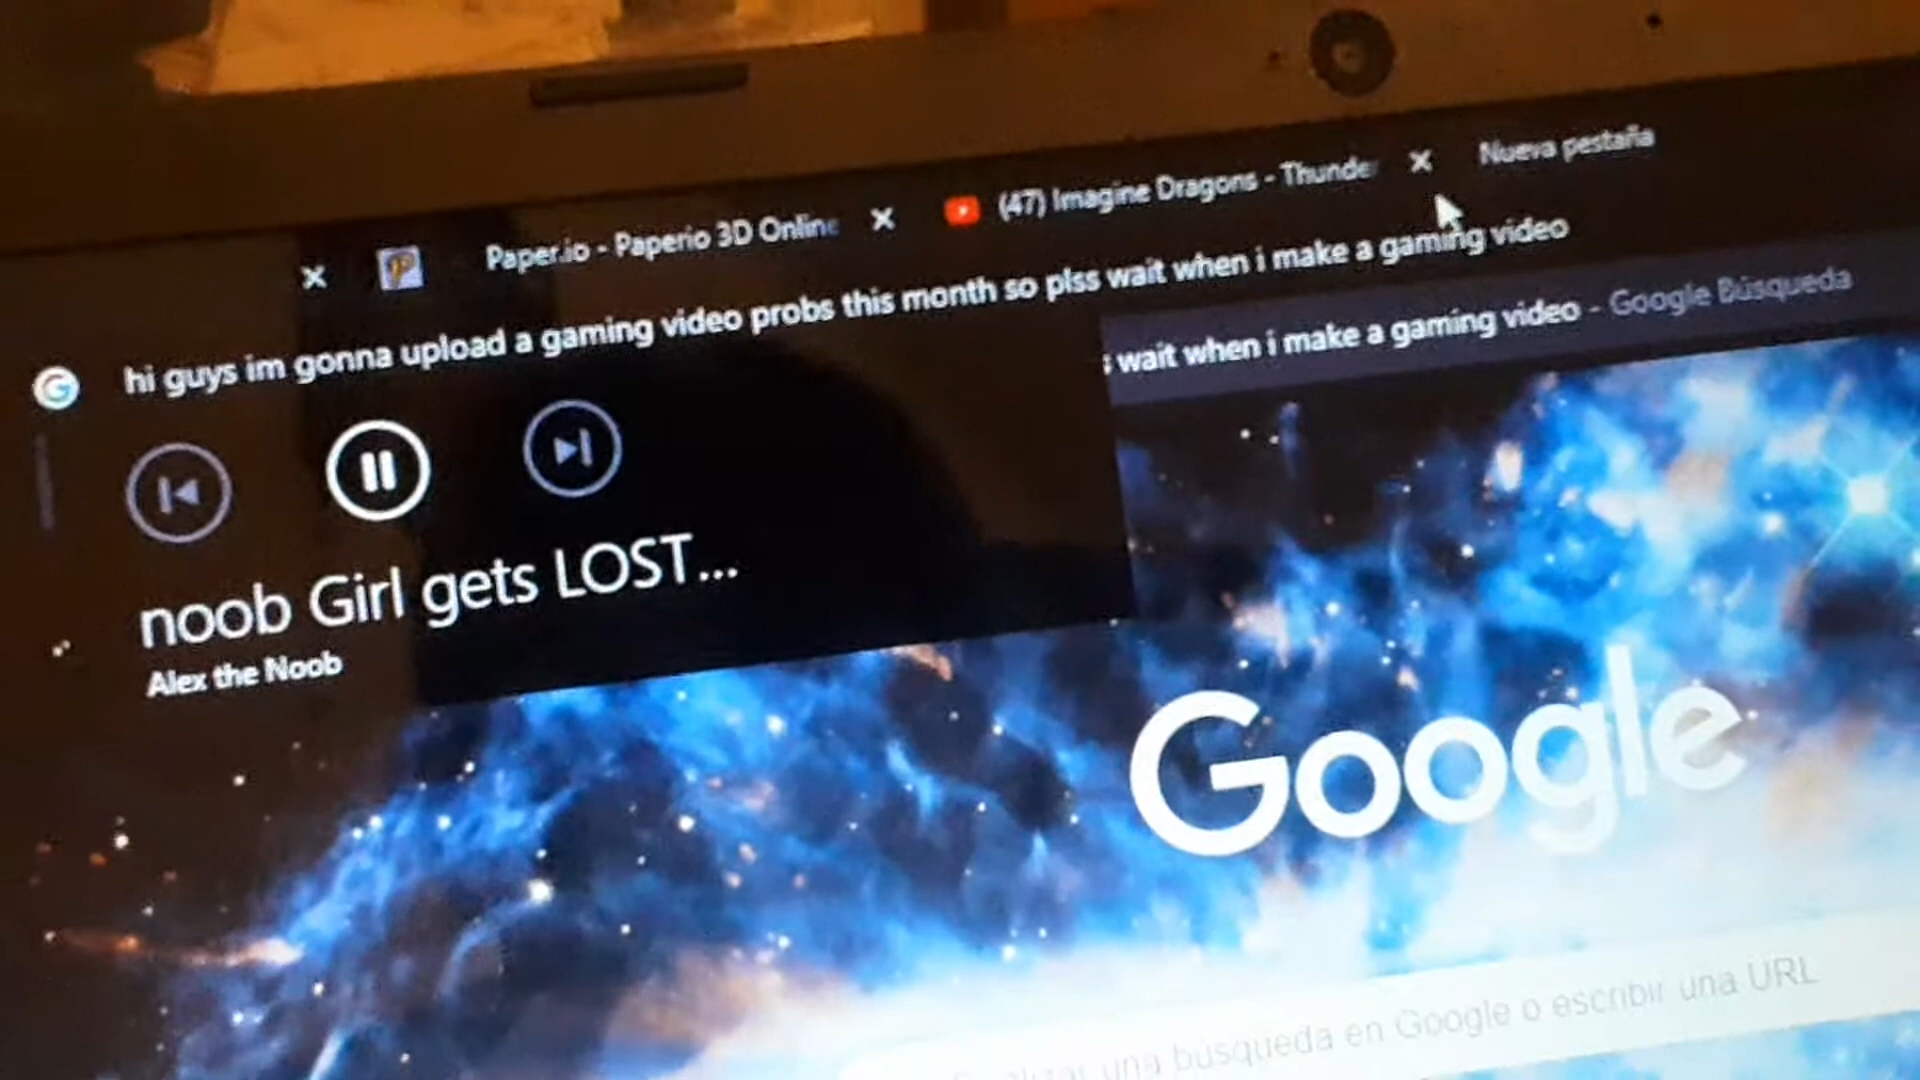 Paper.io - Paperio 3D Online
(47) Imagine Dragons - Thunde
Nueva pestaña
hi guys im gonna upload a gaming video probs this month so plss wait when i make a gaming video
wait when i make a gaming video - Google Búsqueda
noob Girl gets LOST...
Alex the Noob
Google
una búsqueda en Google o escribir una URL